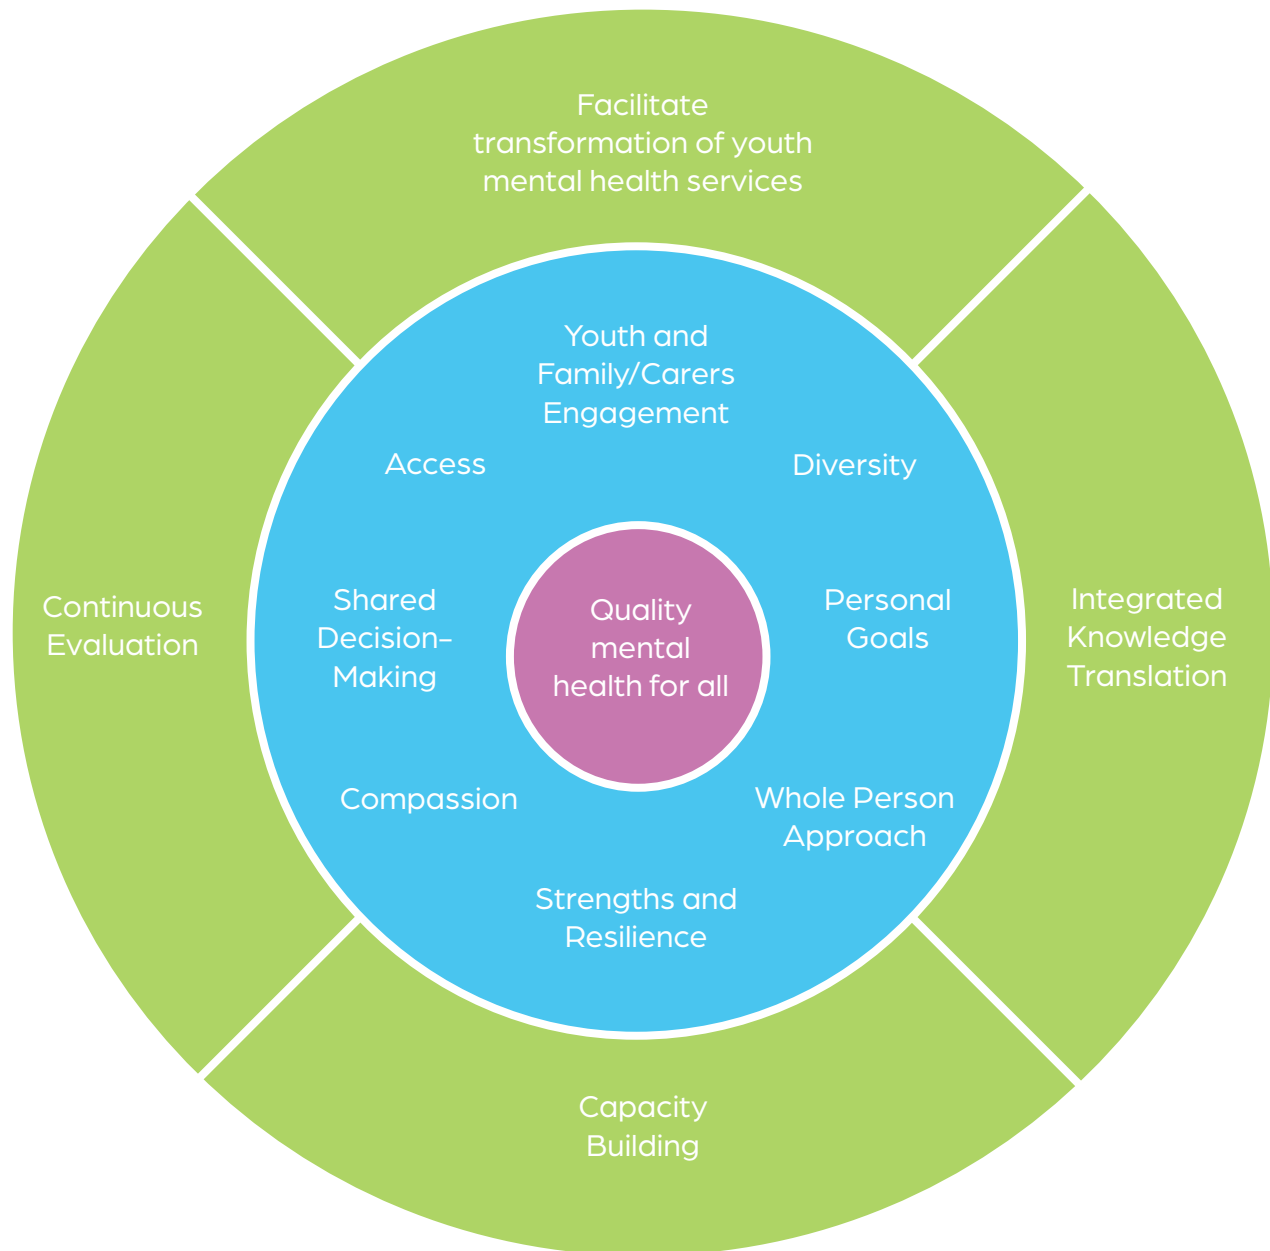 Facilitate
transformation of youth
mental health services
Youth and
Family/Carers
Engagement
Access
Diversity
Continuous
Evaluation
Shared
Decision-
Making
Quality
mental
health for all
Personal
Goals
Integrated
Knowledge
Translation
Compassion
Whole Person
Approach
Strengths and
Resilience
Capacity
Building